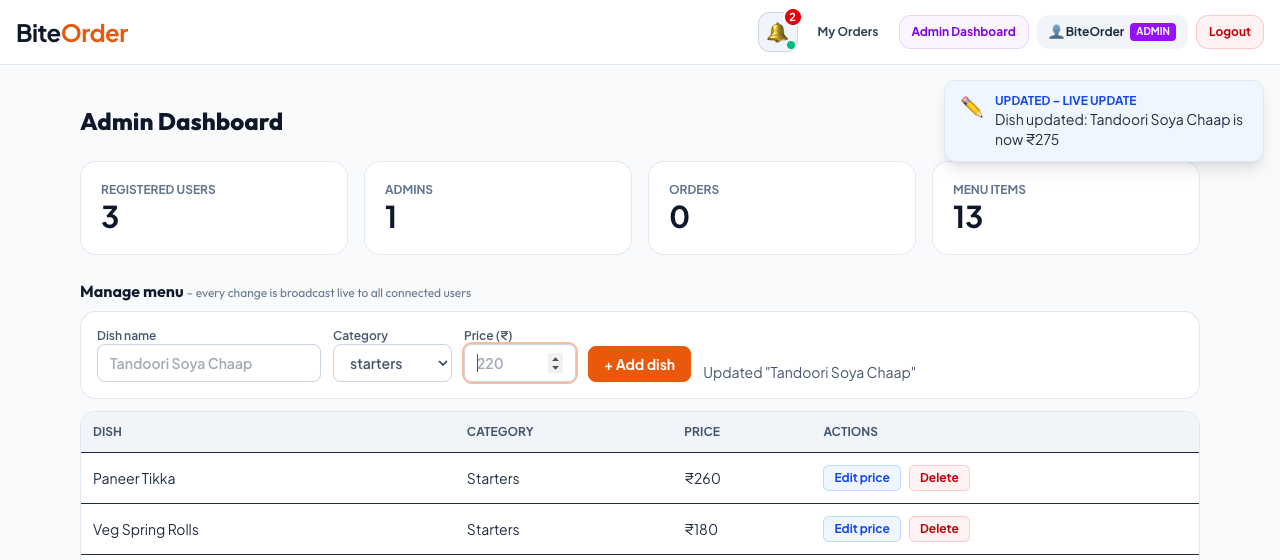 BiteOrder
2
My Orders
Admin Dashboard
BiteOrder ADMIN
Logout
UPDATED – LIVE UPDATE
Dish updated: Tandoori Soya Chaap is
now ₹275
Admin Dashboard
REGISTERED USERS
3
ADMINS
1
ORDERS
0
MENU ITEMS
13
Manage menu – every change is broadcast live to all connected users
Dish name
Tandoori Soya Chaap
Category
starters
Price (₹)
220
+ Add dish
Updated "Tandoori Soya Chaap"
DISH CATEGORY PRICE ACTIONS
Paneer Tikka Starters ₹260 Edit price Delete
Veg Spring Rolls Starters ₹180 Edit price Delete